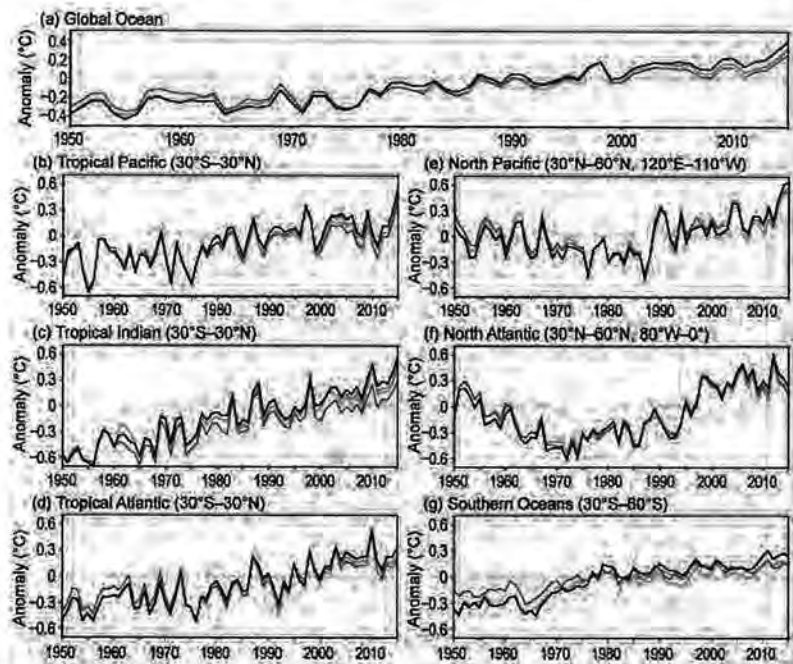 (a) Global Ocean
Anomaly (°C)
0.4
0.2
0
−0.2
−0.4
1950 1960 1970 1980 1990 2000 2010
(b) Tropical Pacific (30°S–30°N)
Anomaly (°C)
0.6
0.3
0
−0.3
−0.6
1950 1960 1970 1980 1990 2000 2010
(c) Tropical Indian (30°S–30°N)
Anomaly (°C)
0.6
0.3
0
−0.3
−0.6
1950 1960 1970 1980 1990 2000 2010
(d) Tropical Atlantic (30°S–30°N)
Anomaly (°C)
0.6
0.3
0
−0.3
−0.6
1950 1960 1970 1980 1990 2000 2010
(e) North Pacific (30°N–60°N, 120°E–110°W)
Anomaly (°C)
0.6
0.3
0
−0.3
−0.6
1950 1960 1970 1980 1990 2000 2010
(f) North Atlantic (30°N–60°N, 80°W–0°)
Anomaly (°C)
0.6
0.3
0
−0.3
−0.6
1950 1960 1970 1980 1990 2000 2010
(g) Southern Oceans (30°S–60°S)
Anomaly (°C)
0.6
0.3
0
−0.3
−0.6
1950 1960 1970 1980 1990 2000 2010